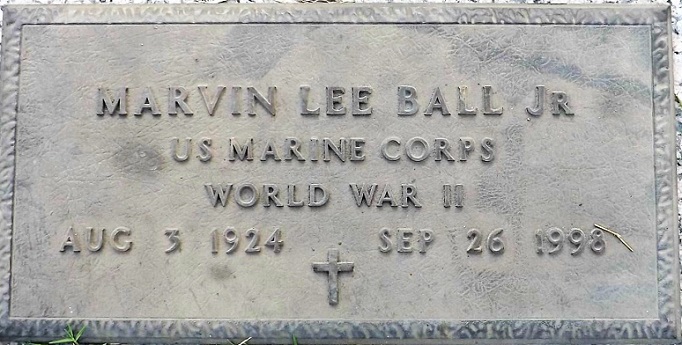 MARVIN LEE BALL JR
US MARINE CORPS
WORLD WAR II
AUG 3 1924 SEP 26 1998